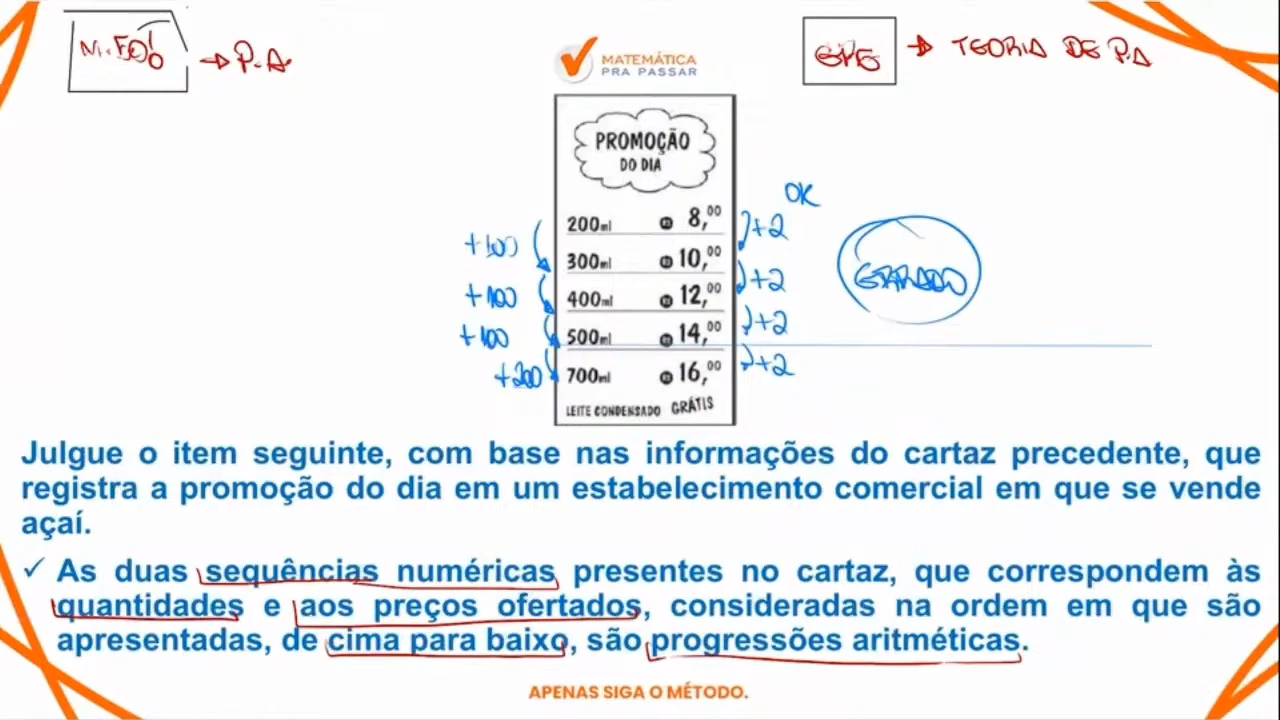 → P.A.
→ TEORIA DE P.A
MATEMÁTICA
PRA PASSAR
PROMOÇÃO
DO DIA
200ml R$ 8,00
300ml R$ 10,00
400ml R$ 12,00
500ml R$ 14,00
700ml R$ 16,00
LEITE CONDENSADO GRÁTIS
+100
+100
+100
+200
OK
+2
+2
+2
+2
Julgue o item seguinte, com base nas informações do cartaz precedente, que
registra a promoção do dia em um estabelecimento comercial em que se vende
açaí.
✓ As duas sequências numéricas presentes no cartaz, que correspondem às
quantidades e aos preços ofertados, consideradas na ordem em que são
apresentadas, de cima para baixo, são progressões aritméticas.
APENAS SIGA O MÉTODO.